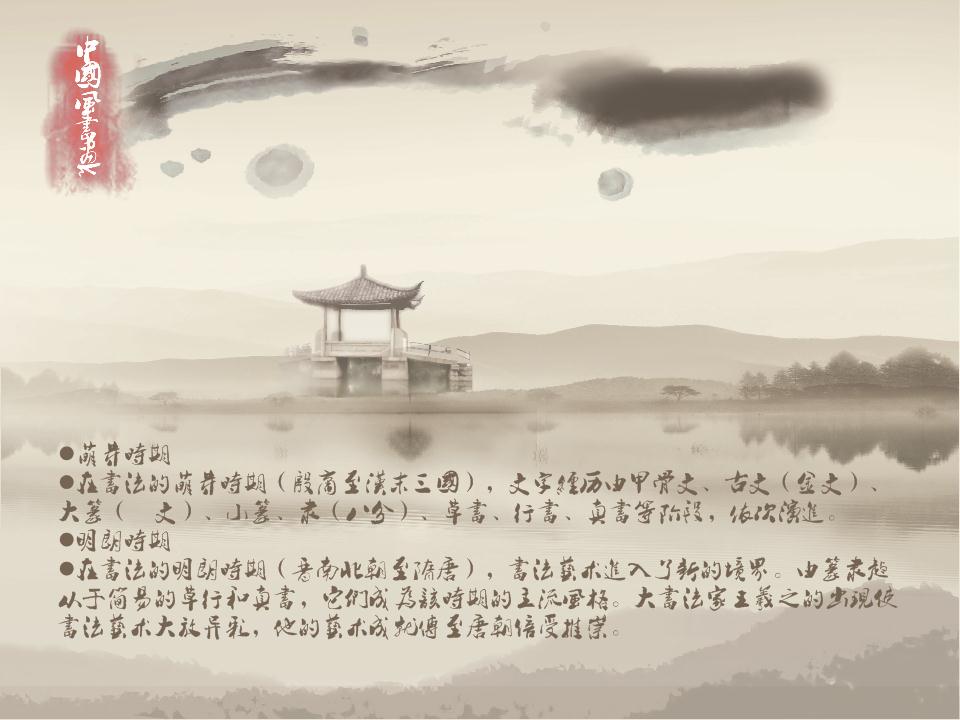 中國風書法
●萌芽時期
●在書法的萌芽時期（殷商至漢末三國），文字經历由甲骨文、古文（金文）、
大篆（ 文）、小篆、隶（八分）、草書、行書、真書等阶段，依次演進。
●明朗時期
●在書法的明朗時期（晋南北朝至隋唐），書法藝术進入了新的境界。由篆隶趋
从于简易的草行和真書，它們成為該時期的主流風格。大書法家王羲之的出現使
書法藝术大放异彩，他的藝术成就傳至唐朝倍受推崇。